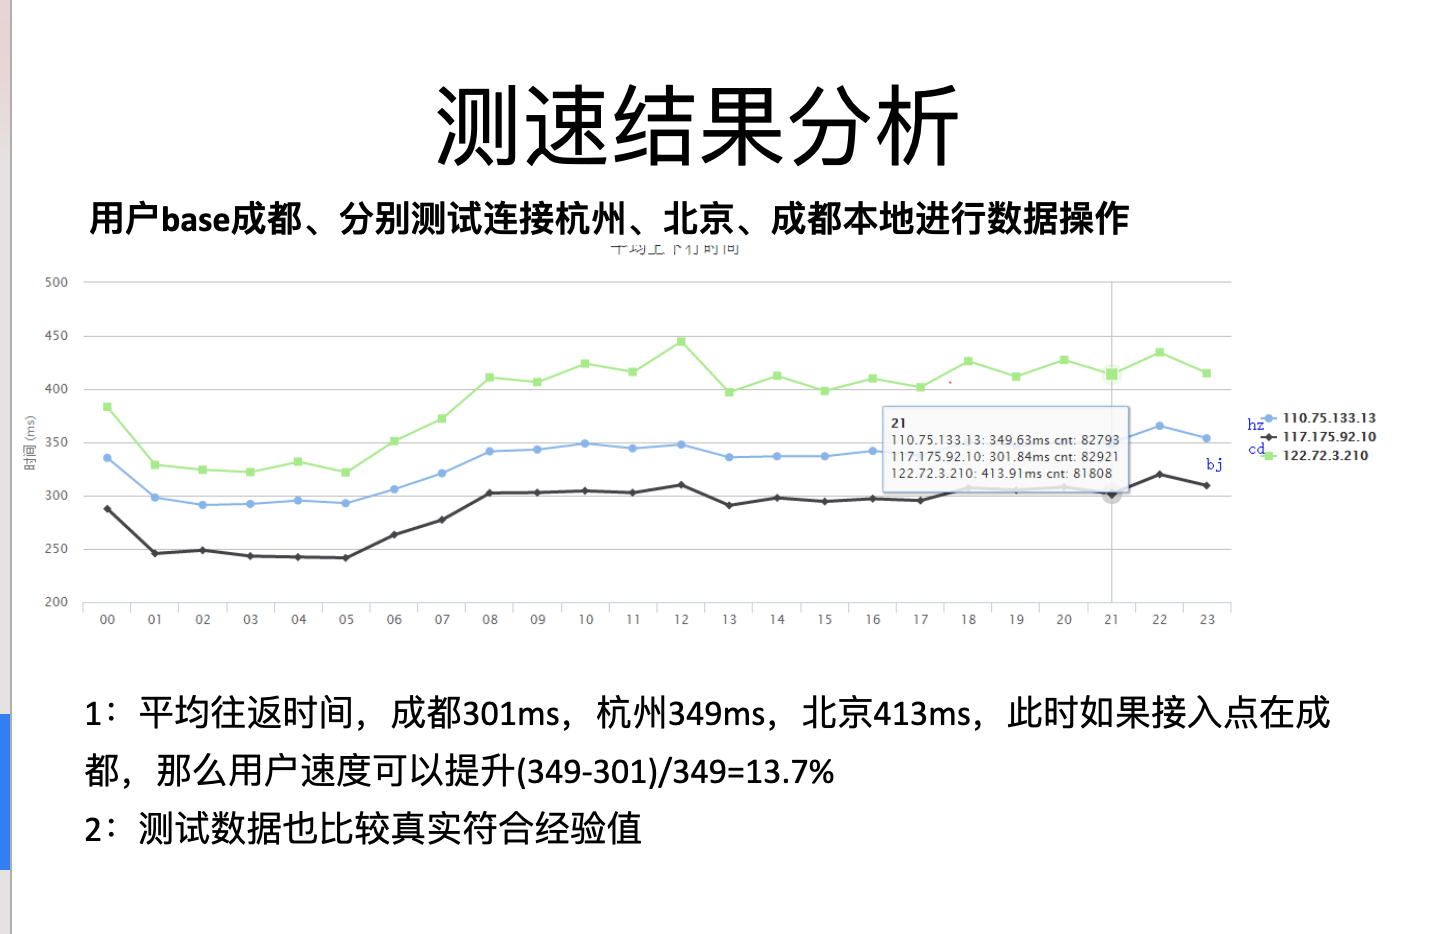 测速结果分析
用户base成都、分别测试连接杭州、北京、成都本地进行数据操作
平均上下行时间
500
450
400
350
300
250
200
时间 (ms)
00 01 02 03 04 05 06 07 08 09 10 11 12 13 14 15 16 17 18 19 20 21 22 23
21
110.75.133.13: 349.63ms cnt: 82793
117.175.92.10: 301.84ms cnt: 82921
122.72.3.210: 413.91ms cnt: 81808
hz 110.75.133.13
117.175.92.10
cd 122.72.3.210
bj
1：平均往返时间，成都301ms，杭州349ms，北京413ms，此时如果接入点在成
都，那么用户速度可以提升(349-301)/349=13.7%
2：测试数据也比较真实符合经验值